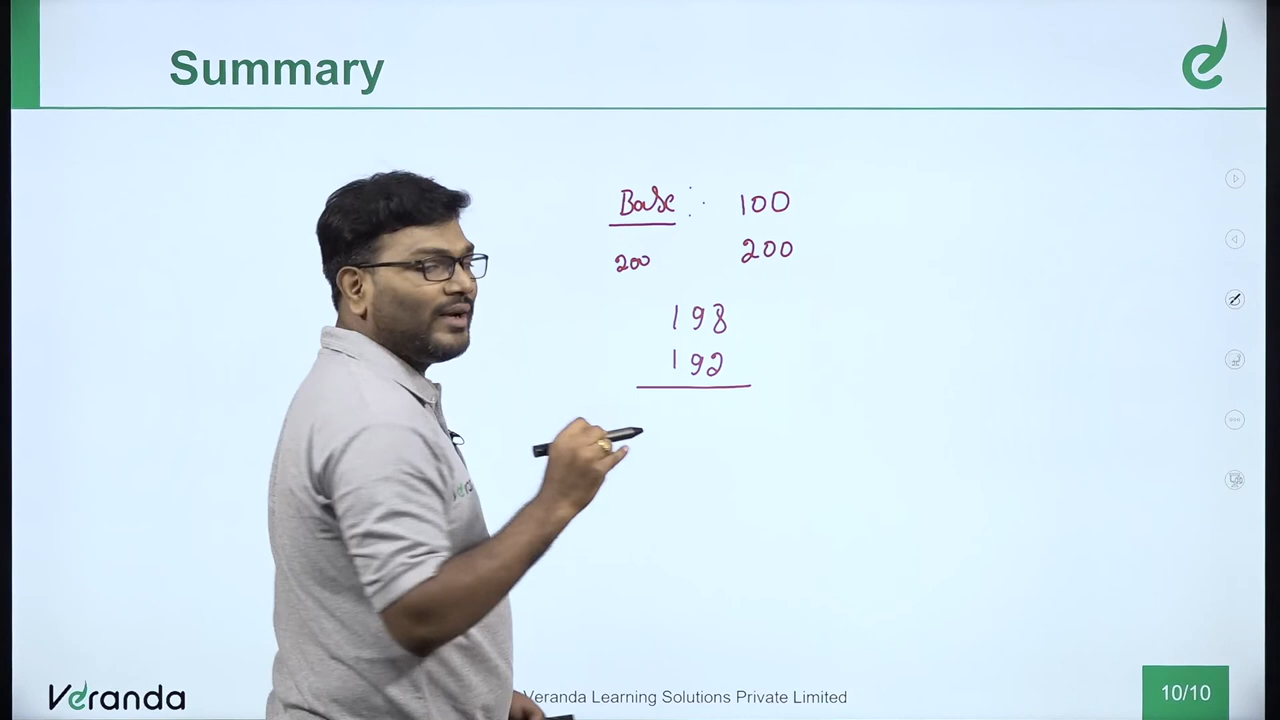 Summary
Base : 100
200 200
198
192
Veranda
Veranda Learning Solutions Private Limited
10/10